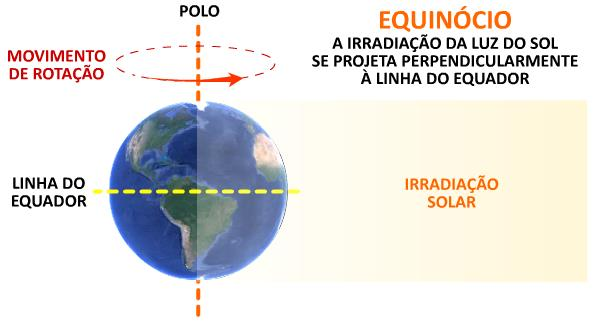 POLO
MOVIMENTO
DE ROTAÇÃO
EQUINÓCIO
A IRRADIAÇÃO DA LUZ DO SOL
SE PROJETA PERPENDICULARMENTE
À LINHA DO EQUADOR
LINHA DO
EQUADOR
IRRADIAÇÃO
SOLAR